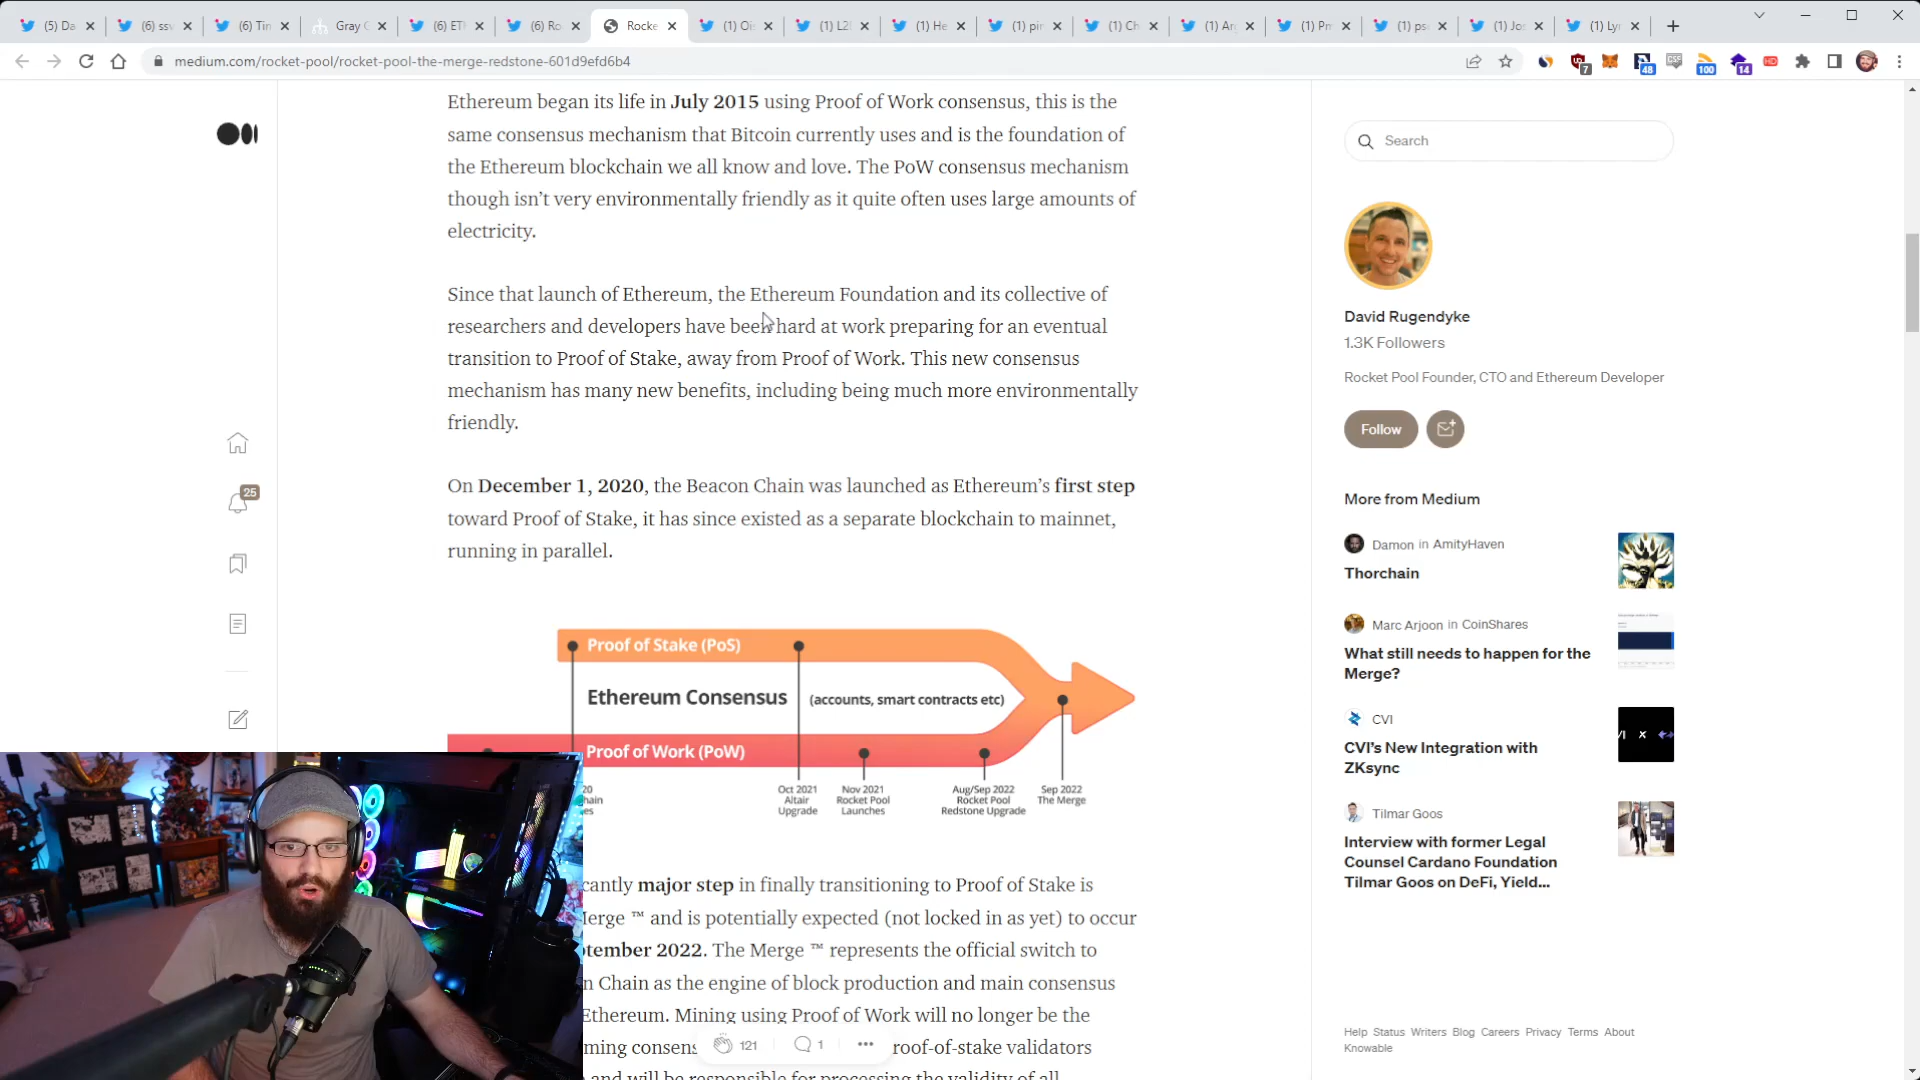 (5) Da
(6) ssv
(6) Tin
Gray
(6) ET
(6) Ro
Rocke
(1) Ois
(1) L2
(1) He
(1) pin
(1) Ch
(1)
(1)
(1) ps
(1) Jo
(1) Lyr
medium.com/rocket-pool/rocket-pool-the-merge-redstone-601d9efd6b4
7
48
100
14
HD
Ethereum began its life in July 2015 using Proof of Work consensus, this is the
same consensus mechanism that Bitcoin currently uses and is the foundation of
the Ethereum blockchain we all know and love. The PoW consensus mechanism
though isn’t very environmentally friendly as it quite often uses large amounts of
electricity.
Since that launch of Ethereum, the Ethereum Foundation and its collective of
researchers and developers have been hard at work preparing for an eventual
transition to Proof of Stake, away from Proof of Work. This new consensus
mechanism has many new benefits, including being much more environmentally
friendly.
On December 1, 2020, the Beacon Chain was launched as Ethereum’s first step
toward Proof of Stake, it has since existed as a separate blockchain to mainnet,
running in parallel.
Proof of Stake (PoS)
Ethereum Consensus (accounts, smart contracts etc)
Proof of Work (PoW)
20
hain
es
Oct 2021
Altair
Upgrade
Nov 2021
Rocket Pool
Launches
Aug/Sep 2022
Rocket Pool
Redstone Upgrade
Sep 2022
The Merge
cantly major step in finally transitioning to Proof of Stake is
Merge ™ and is potentially expected (not locked in as yet) to occur
tember 2022. The Merge ™ represents the official switch to
n Chain as the engine of block production and main consensus
Ethereum. Mining using Proof of Work will no longer be the
ming consens
roof-of-stake validators
and will be responsible for processing the validity of all
121
1
25
Search
David Rugendyke
1.3K Followers
Rocket Pool Founder, CTO and Ethereum Developer
Follow
More from Medium
Damon in AmityHaven
Thorchain
Marc Arjoon in CoinShares
What still needs to happen for the
Merge?
CVI
CVI’s New Integration with
ZKsync
Tilmar Goos
Interview with former Legal
Counsel Cardano Foundation
Tilmar Goos on DeFi, Yield...
Help Status Writers Blog Careers Privacy Terms About
Knowable